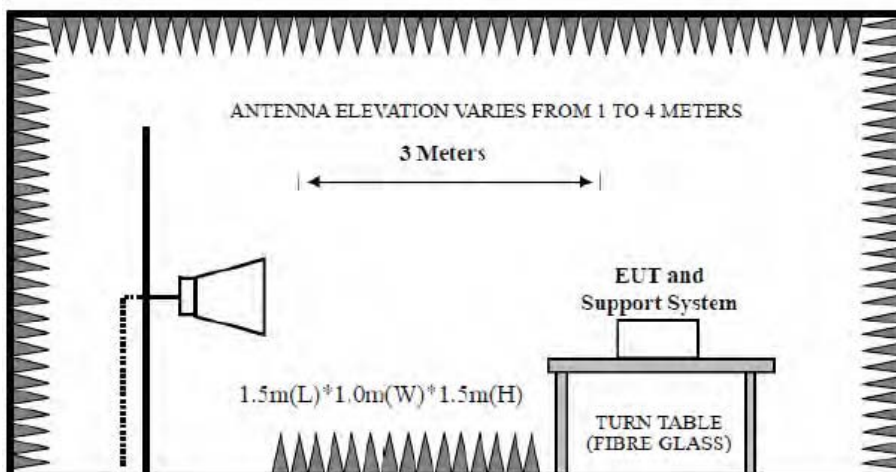 ANTENNA ELEVATION VARIES FROM 1 TO 4 METERS
3 Meters
EUT and
Support System
1.5m(L)*1.0m(W)*1.5m(H)
TURN TABLE
(FIBRE GLASS)